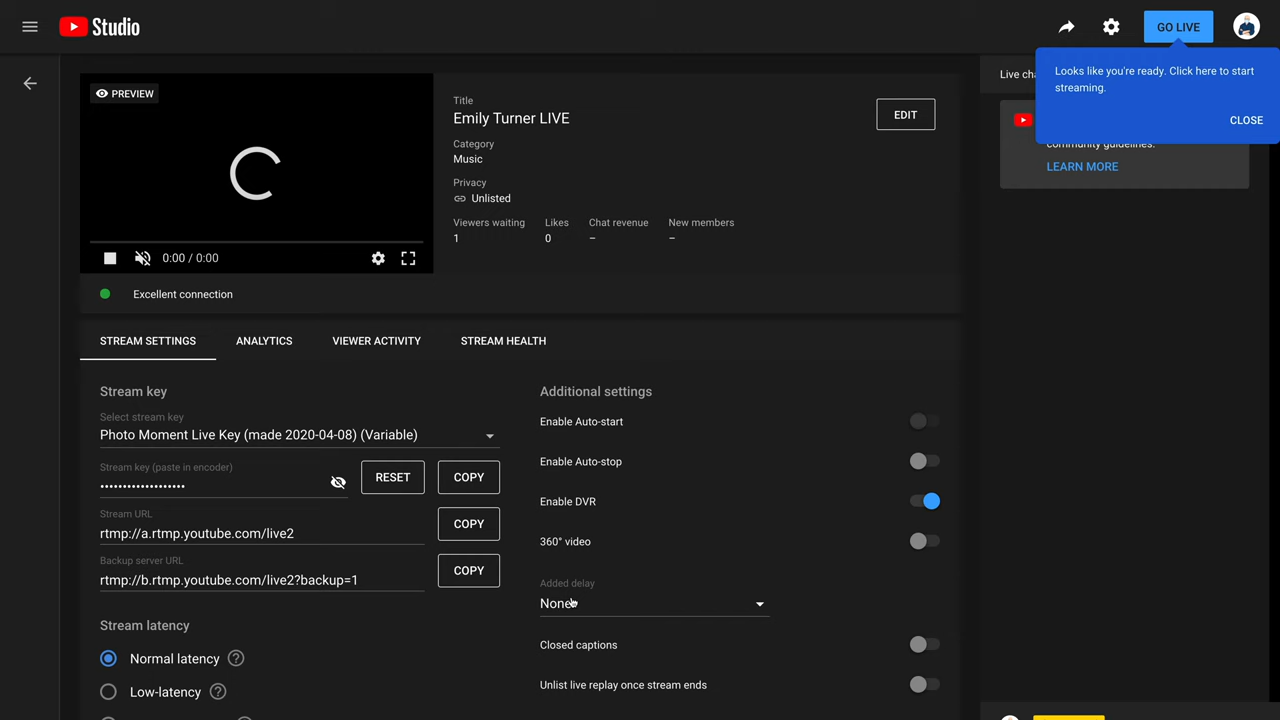 Studio
GO LIVE
Looks like you're ready. Click here to start
streaming.
CLOSE
PREVIEW
Title
Emily Turner LIVE
EDIT
Category
Music
Privacy
Unlisted
Viewers waiting
Likes
Chat revenue
New members
1
0
–
–
0:00 / 0:00
Excellent connection
Live
community guidelines.
LEARN MORE
STREAM SETTINGS
ANALYTICS
VIEWER ACTIVITY
STREAM HEALTH
Stream key
Select stream key
Photo Moment Live Key (made 2020-04-08) (Variable)
Stream key (paste in encoder)
•••••••••••••••••••
RESET
COPY
Stream URL
rtmp://a.rtmp.youtube.com/live2
COPY
Backup server URL
rtmp://b.rtmp.youtube.com/live2?backup=1
COPY
Stream latency
Normal latency
Low-latency
Additional settings
Enable Auto-start
Enable Auto-stop
Enable DVR
360° video
Added delay
None
Closed captions
Unlist live replay once stream ends